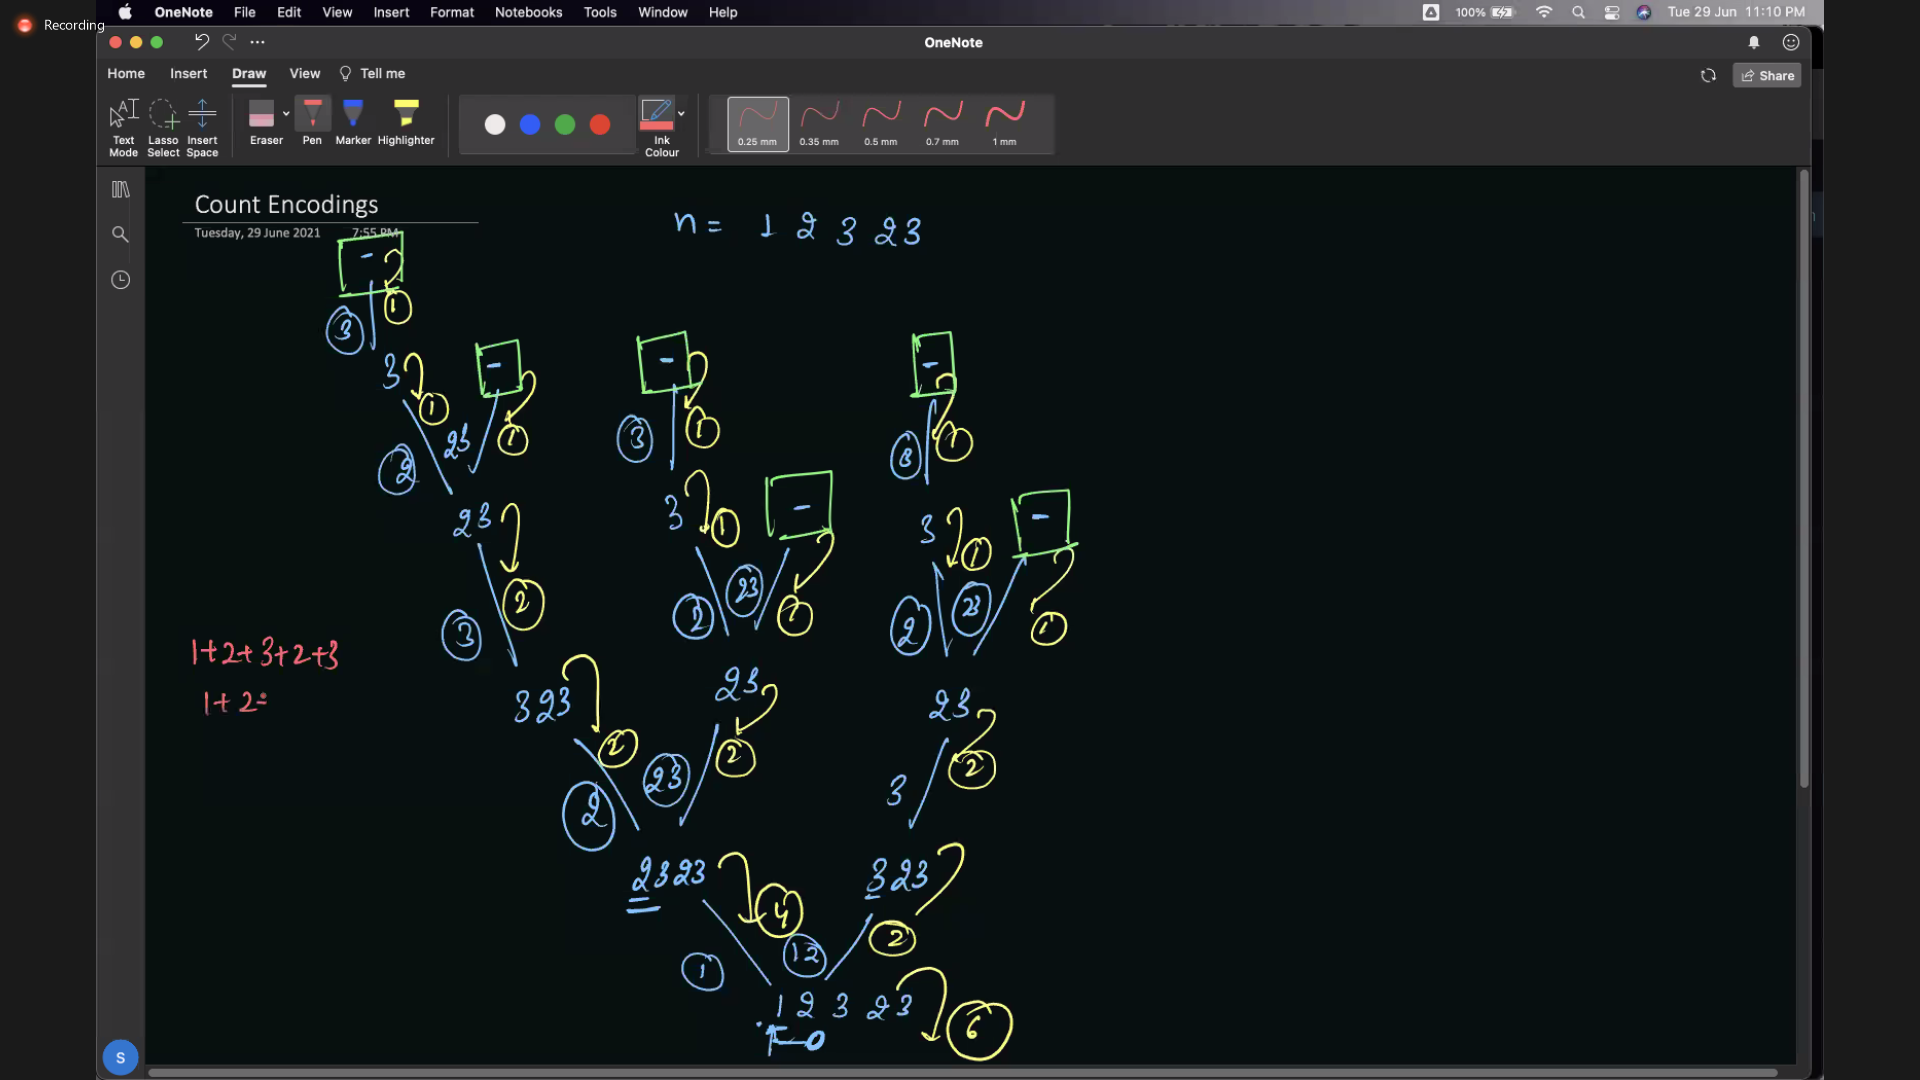 Recording
OneNote File Edit View Insert Format Notebooks Tools Window Help 100% Tue 29 Jun 11:10 PM
OneNote
Home Insert Draw View Tell me Share
Text Mode Lasso Select Insert Space Eraser Pen Marker Highlighter Ink Colour 0.25 mm 0.35 mm 0.5 mm 0.7 mm 1 mm
Count Encodings
Tuesday, 29 June 2021 7:55 PM
n = 1 2 3 2 3
-
3 1
- - -
3 1
2 23 1 3 1 3 1
23 3 1 - 3 1 -
2
3 2 23 1 2 23 1
1+2+3+2+3
1+2=
323 23 23
2 2 2
2 23 3
2323 323
4 2
1 12
1 2 3 2 3
6
S